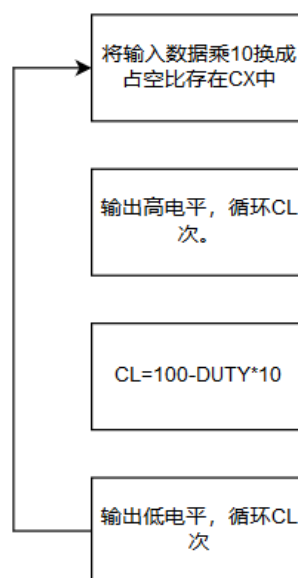 将输入数据乘10换成
占空比存在CX中
输出高电平，循环CL
次。
CL=100-DUTY*10
输出低电平，循环CL
次